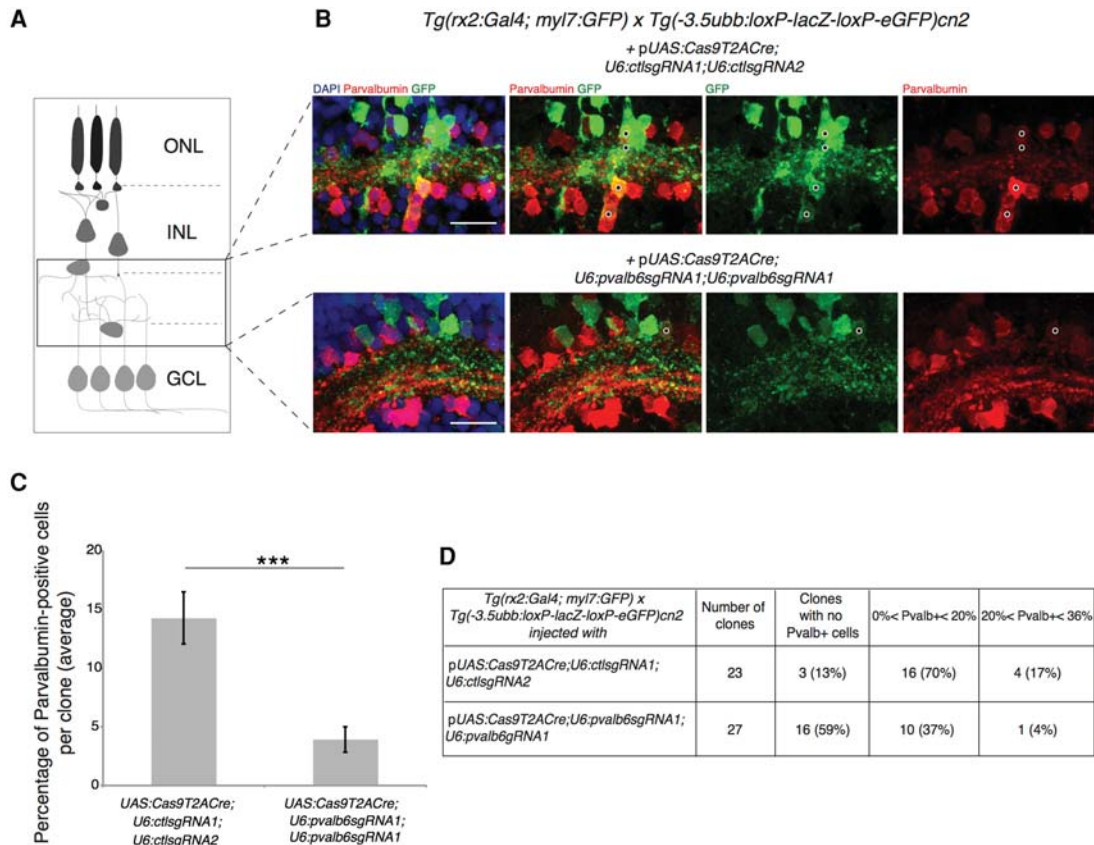 A
B
Tg(rx2:Gal4; myl7:GFP) x Tg(-3.5ubb:loxP-lacZ-loxP-eGFP)cn2
+ pUAS:Cas9T2ACre;
U6:ctlsgRNA1;U6:ctlsgRNA2
DAPI Parvalbumin GFP
Parvalbumin GFP
GFP
Parvalbumin
ONL
INL
GCL
+ pUAS:Cas9T2ACre;
U6:pvalb6sgRNA1;U6:pvalb6sgRNA1
C
Percentage of Parvalbumin-positive cells
per clone (average)
20
15
10
5
0
***
UAS:Cas9T2ACre;
U6:ctlsgRNA1;
U6:ctlsgRNA2
UAS:Cas9T2ACre;
U6:pvalb6sgRNA1;
U6:pvalb6sgRNA1
D
Tg(rx2:Gal4; myl7:GFP) x
Tg(-3.5ubb:loxP-lacZ-loxP-eGFP)cn2
injected with
Number of
clones
Clones
with no
Pvalb+ cells
0%< Pvalb+< 20%
20%< Pvalb+< 36%
pUAS:Cas9T2ACre;U6:ctlsgRNA1;
U6:ctlsgRNA2
23
3 (13%)
16 (70%)
4 (17%)
pUAS:Cas9T2ACre;U6:pvalb6sgRNA1;
U6:pvalb6gRNA1
27
16 (59%)
10 (37%)
1 (4%)